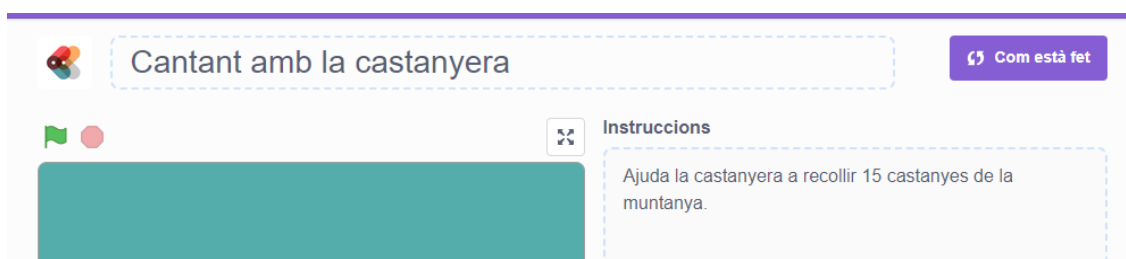 Cantant amb la castanyera
Com està fet
Instruccions
Ajuda la castanyera a recollir 15 castanyes de la
muntanya.